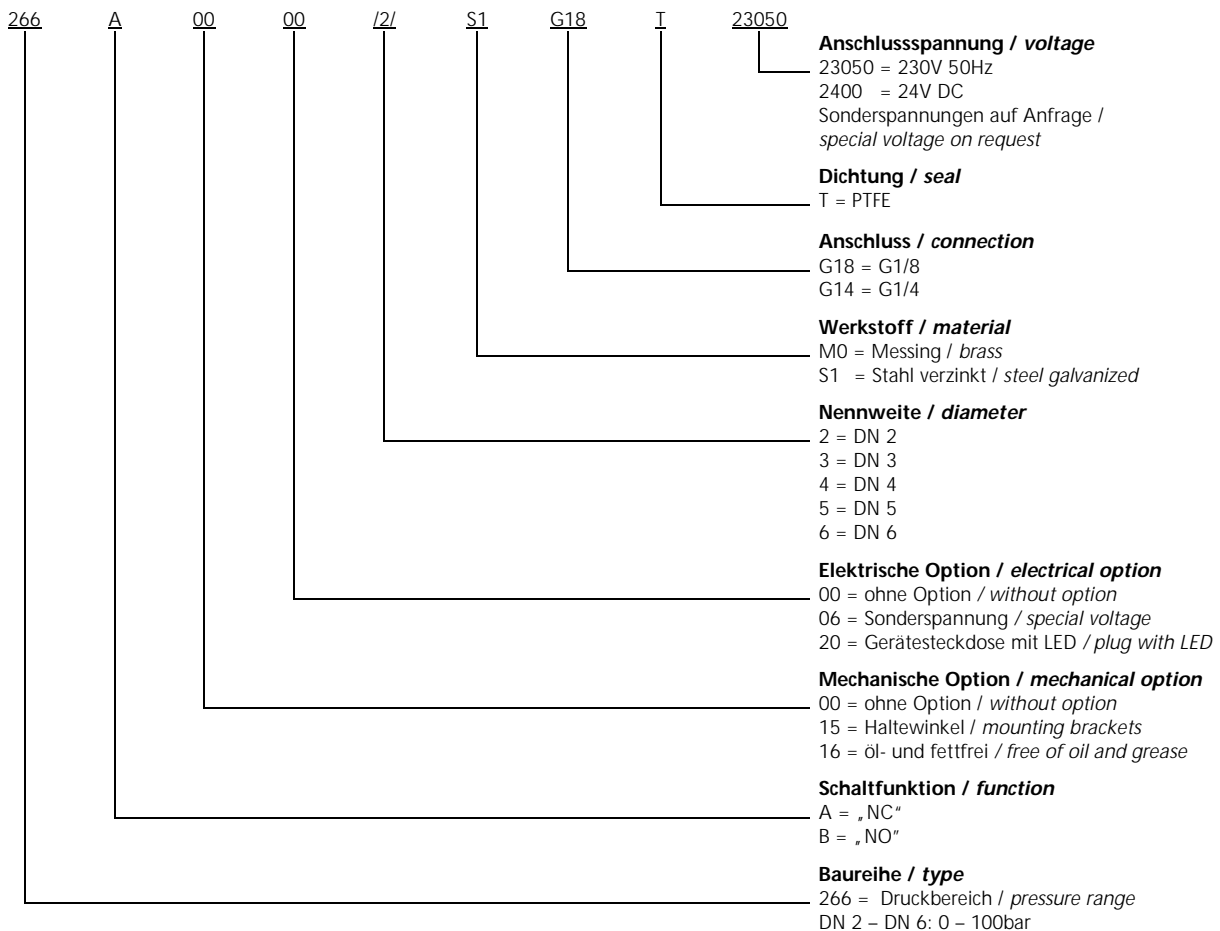 266 A 00 00 /2/ S1 G18 T 23050
Anschlussspannung / voltage
23050 = 230V 50Hz
2400 = 24V DC
Sonderspannungen auf Anfrage /
special voltage on request
Dichtung / seal
T = PTFE
Anschluss / connection
G18 = G1/8
G14 = G1/4
Werkstoff / material
M0 = Messing / brass
S1 = Stahl verzinkt / steel galvanized
Nennweite / diameter
2 = DN 2
3 = DN 3
4 = DN 4
5 = DN 5
6 = DN 6
Elektrische Option / electrical option
00 = ohne Option / without option
06 = Sonderspannung / special voltage
20 = Gerätesteckdose mit LED / plug with LED
Mechanische Option / mechanical option
00 = ohne Option / without option
15 = Haltewinkel / mounting brackets
16 = öl- und fettfrei / free of oil and grease
Schaltfunktion / function
A = „NC“
B = „NO”
Baureihe / type
266 = Druckbereich / pressure range
DN 2 – DN 6: 0 – 100bar